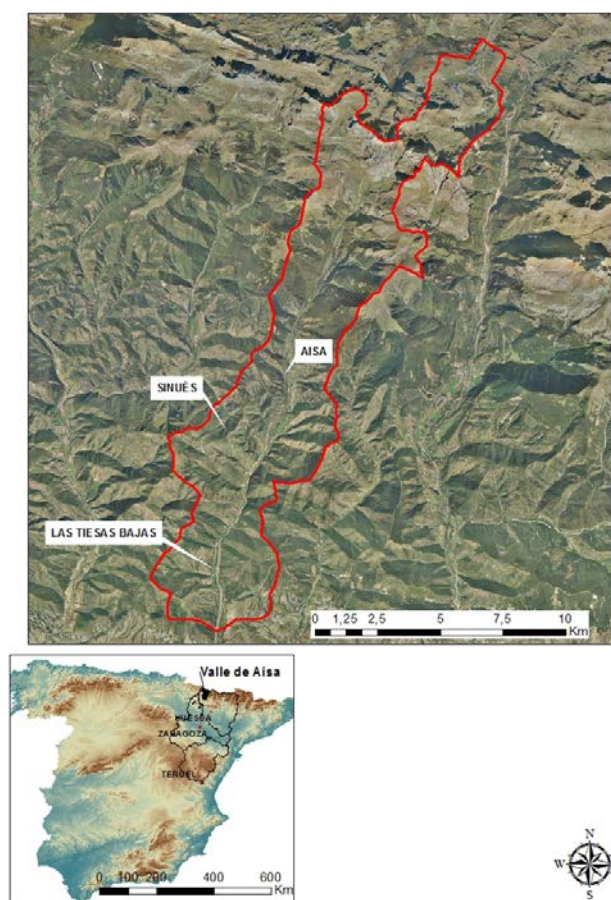 AISA
SINUÉS
LAS TIESAS BAJAS
0 1,25 2,5 5 7,5 10
Km
Valle de Aísa
HUESCA
ZARAGOZA
TERUEL
0 100 200 400 600
Km
N
W E
S